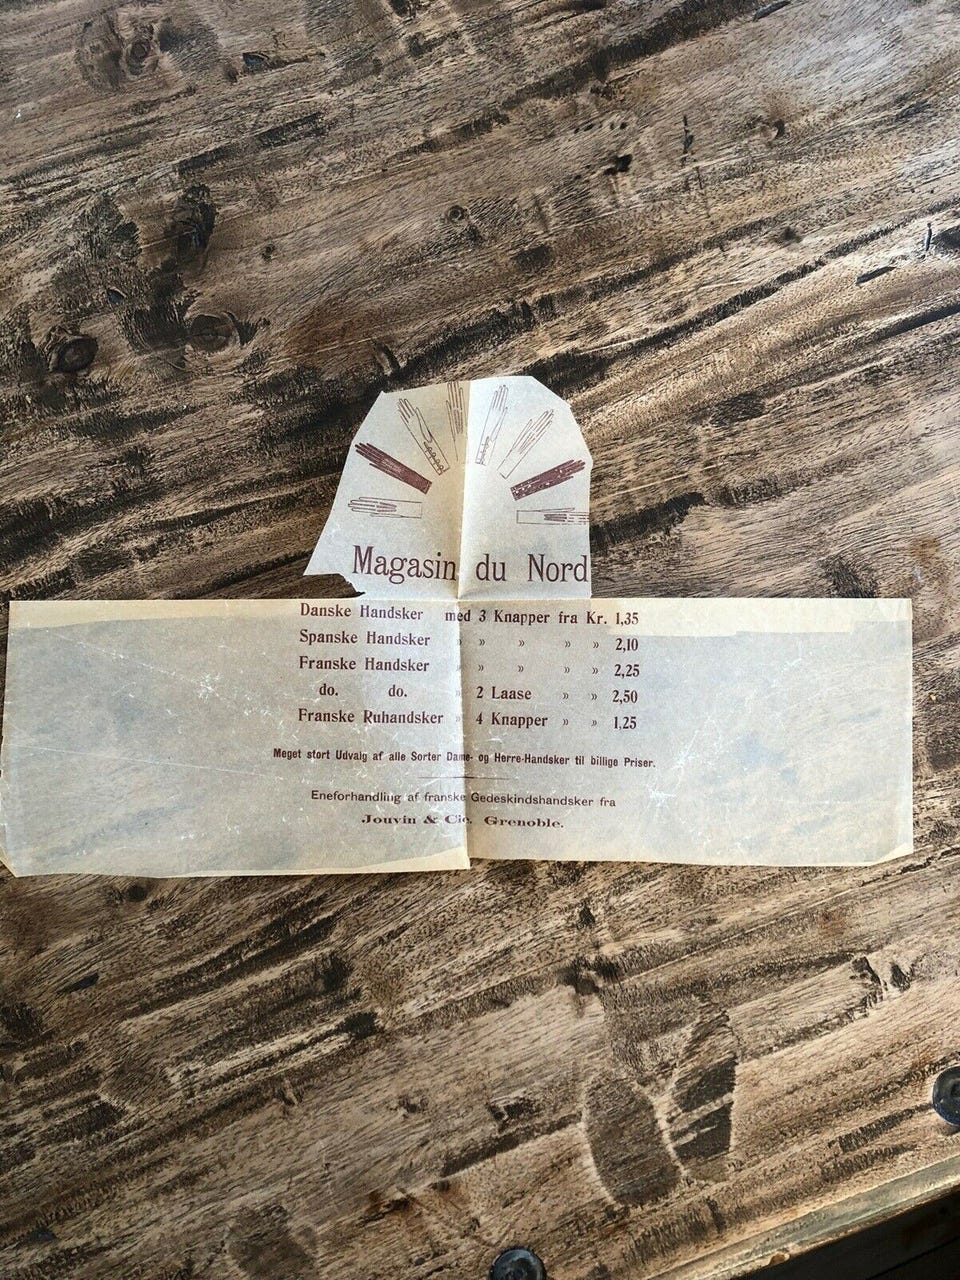 Magasin du Nord
Danske Handsker med 3 Knapper fra Kr. 1,35
Spanske Handsker » » » » » 2,10
Franske Handsker » » » » » 2,25
do. do. » 2 Laase » » 2,50
Franske Ruhandsker » 4 Knapper » » 1,25
Meget stort Udvalg af alle Sorter Dame- og Herre-Handsker til billige Priser.
Eneforhandling af franske Gedeskindshandsker fra
Jouvin & Cie. Grenoble.